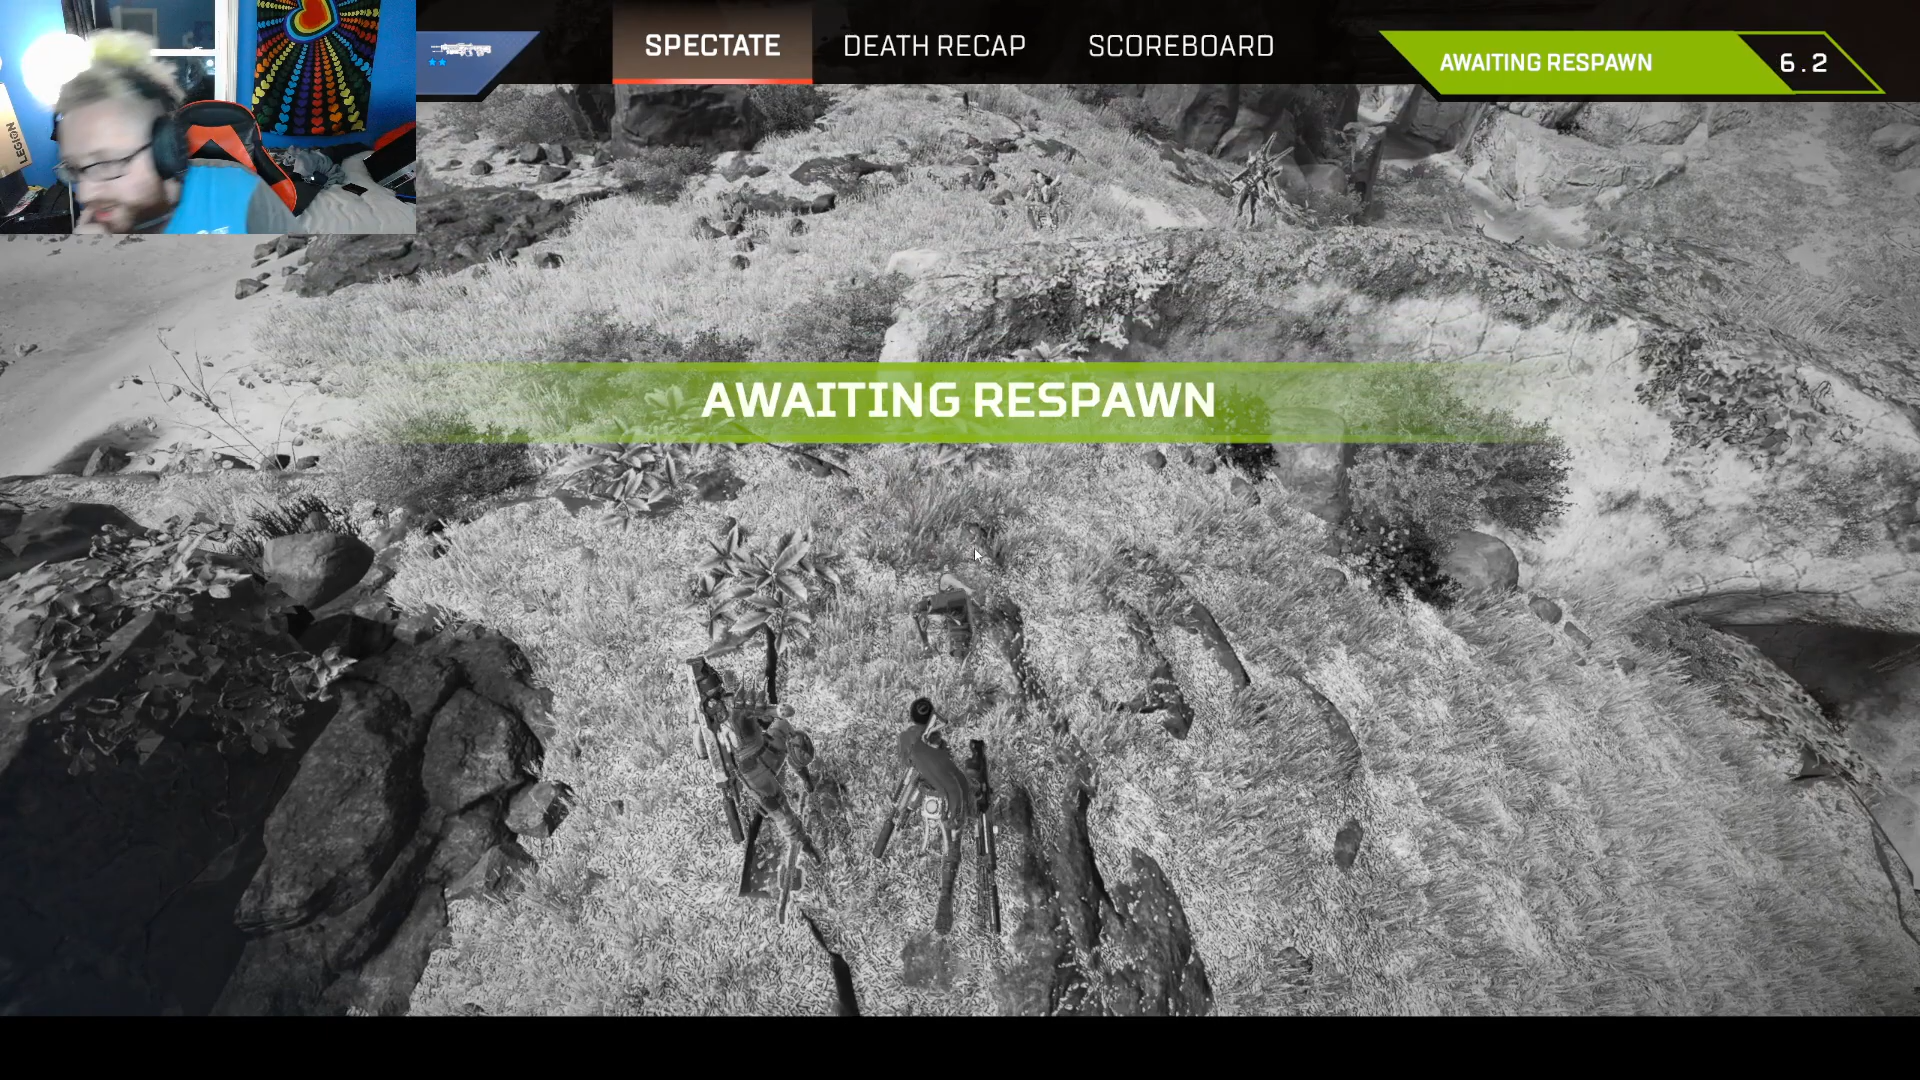 SPECTATE
DEATH RECAP
SCOREBOARD
AWAITING RESPAWN
6.2
LEGION
AWAITING RESPAWN